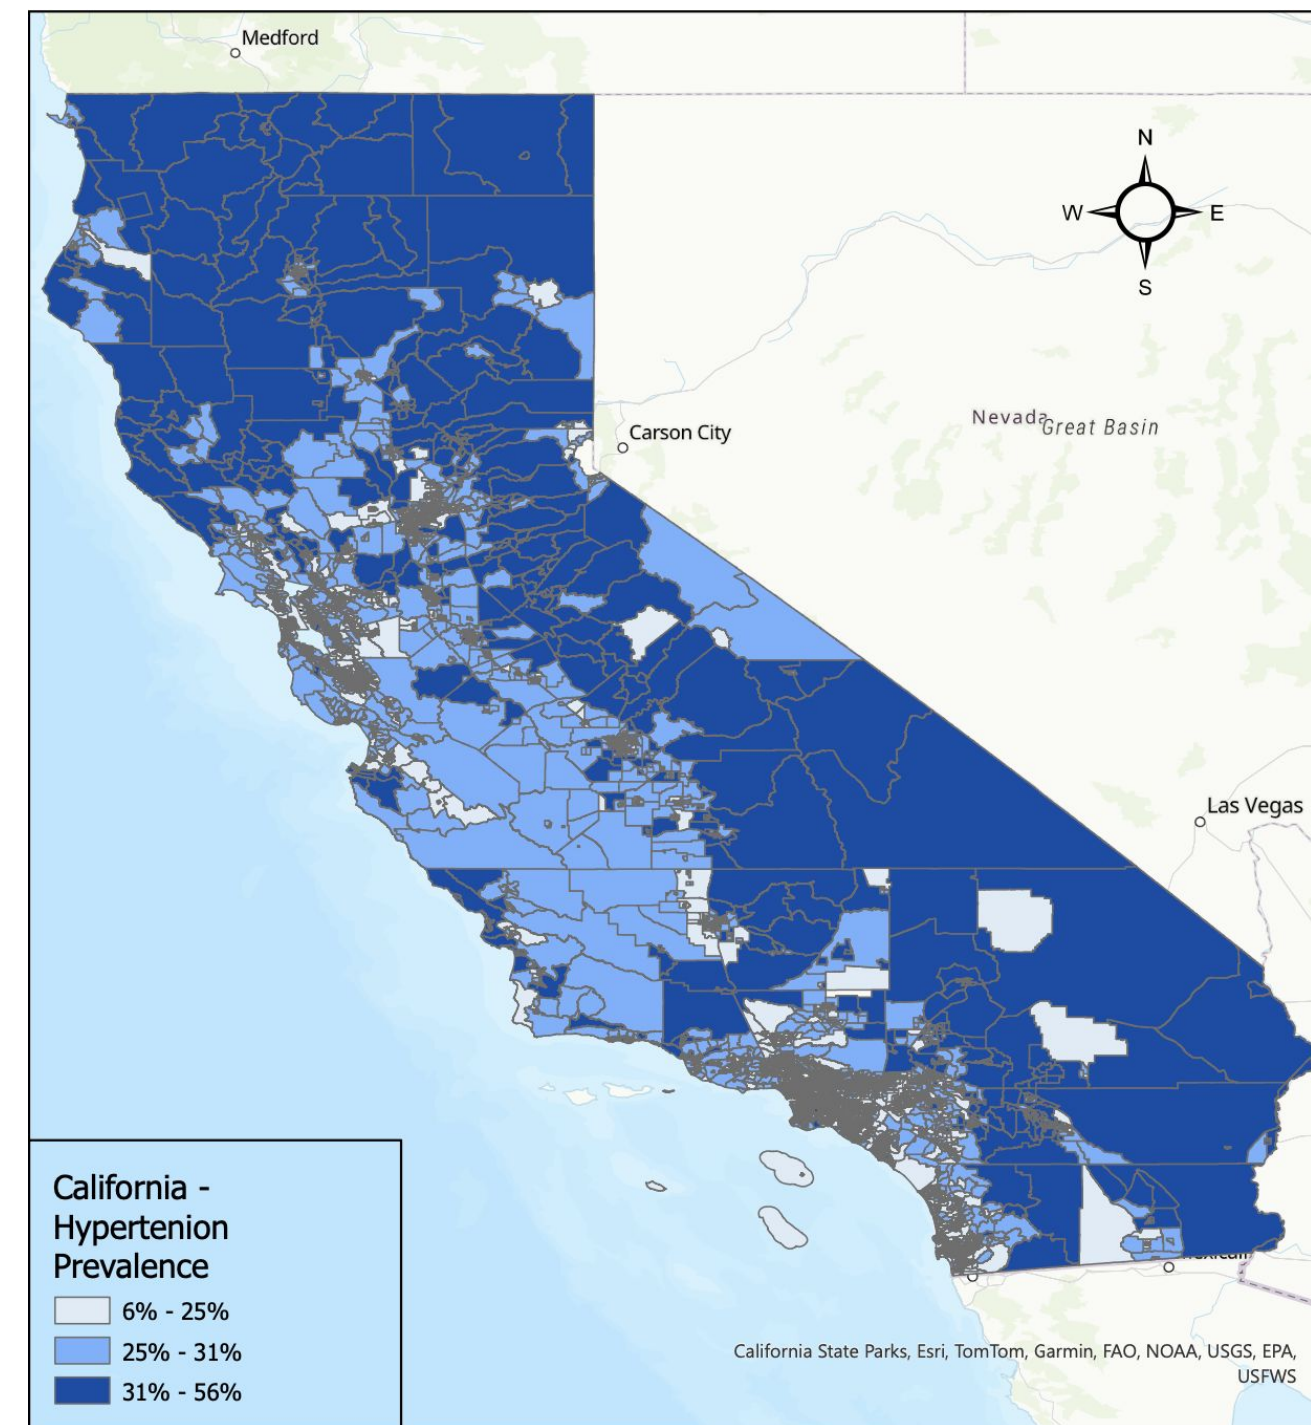 Medford
N
W E
S
Nevada
Great Basin
Carson City
Las Vegas
California -
Hypertenion
Prevalence
6% - 25%
25% - 31%
31% - 56%
California State Parks, Esri, TomTom, Garmin, FAO, NOAA, USGS, EPA,
USFWS